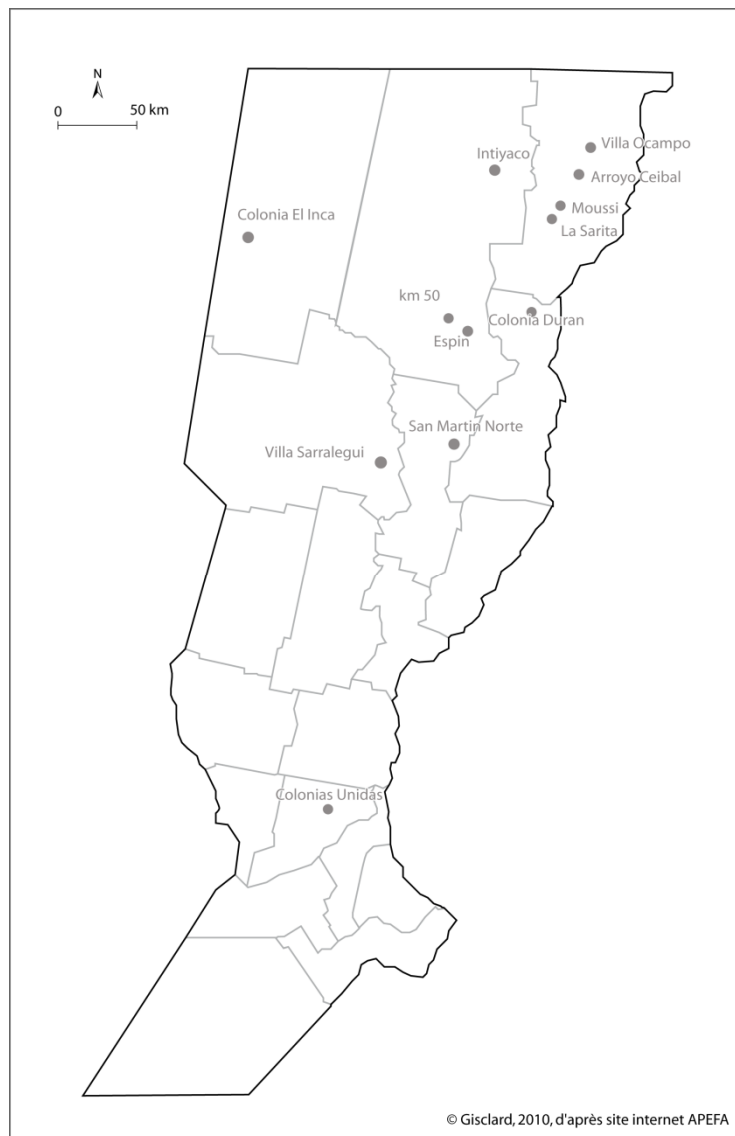 N
0 50 km
Villa Ocampo
Intiyaco
Arroyo Ceibal
Moussi
Colonia El Inca
La Sarita
km 50
Colonia Duran
Espin
San Martin Norte
Villa Sarralegui
Colonias Unidas
© Gisclard, 2010, d'après site internet APEFA